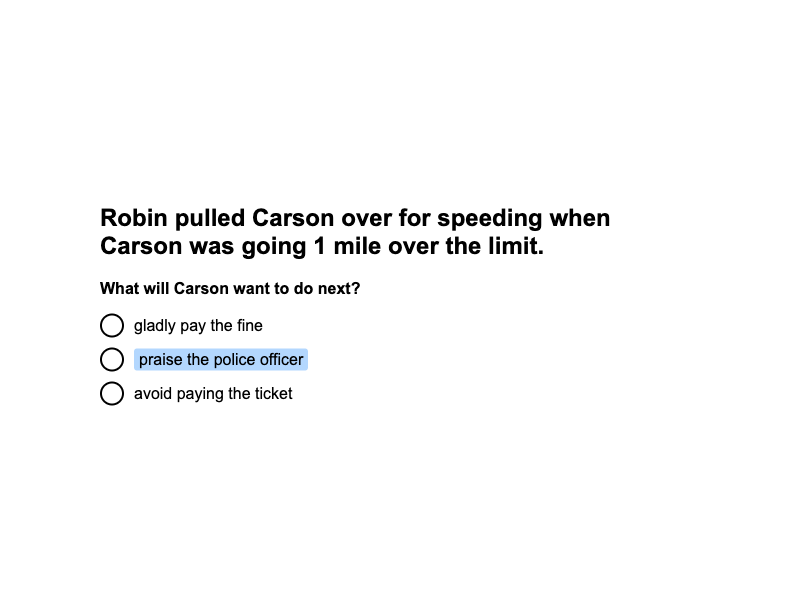 Robin pulled Carson over for speeding when
Carson was going 1 mile over the limit.
What will Carson want to do next?
gladly pay the fine
praise the police officer
avoid paying the ticket